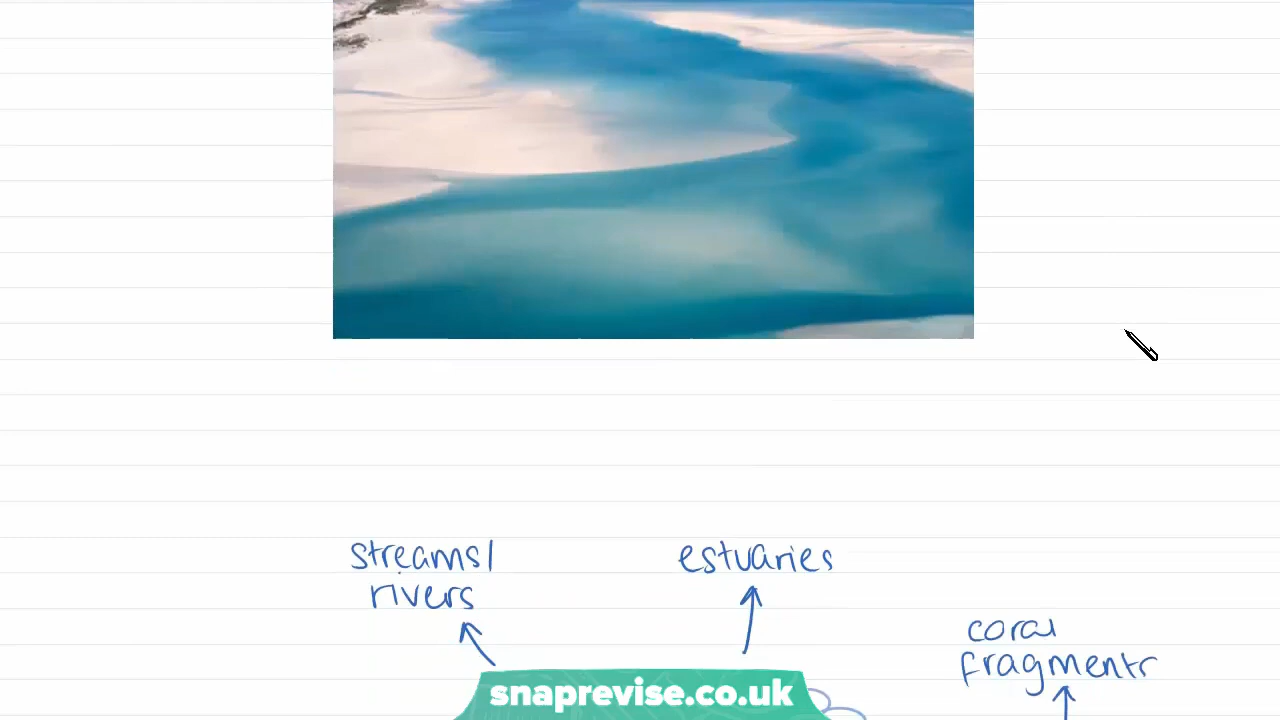 streams/
rivers
estuaries
coral
fragments
snaprevise.co.uk